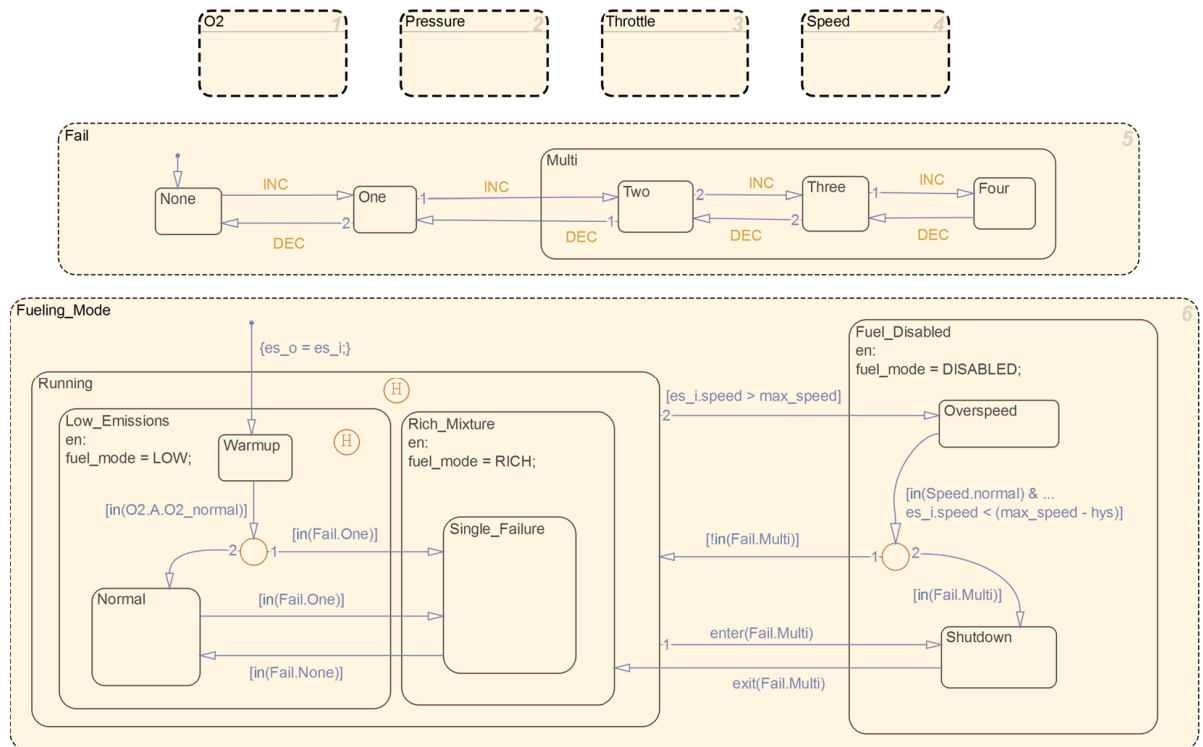 O2
1
Pressure
2
Throttle
3
Speed
4
Fail
5
Multi
None
INC
DEC
One
1
2
INC
DEC
Two
2
1
INC
DEC
Three
1
2
INC
DEC
Four
Fueling_Mode
6
{es_o = es_i;}
Running
H
Low_Emissions
en:
fuel_mode = LOW;
H
Warmup
[in(O2.A.O2_normal)]
2
1
[in(Fail.One)]
Normal
[in(Fail.One)]
[in(Fail.None)]
Rich_Mixture
en:
fuel_mode = RICH;
Single_Failure
[es_i.speed > max_speed]
2
[!in(Fail.Multi)]
1
enter(Fail.Multi)
exit(Fail.Multi)
Fuel_Disabled
en:
fuel_mode = DISABLED;
Overspeed
[in(Speed.normal) & ...
es_i.speed < (max_speed - hys)]
1
2
[in(Fail.Multi)]
Shutdown